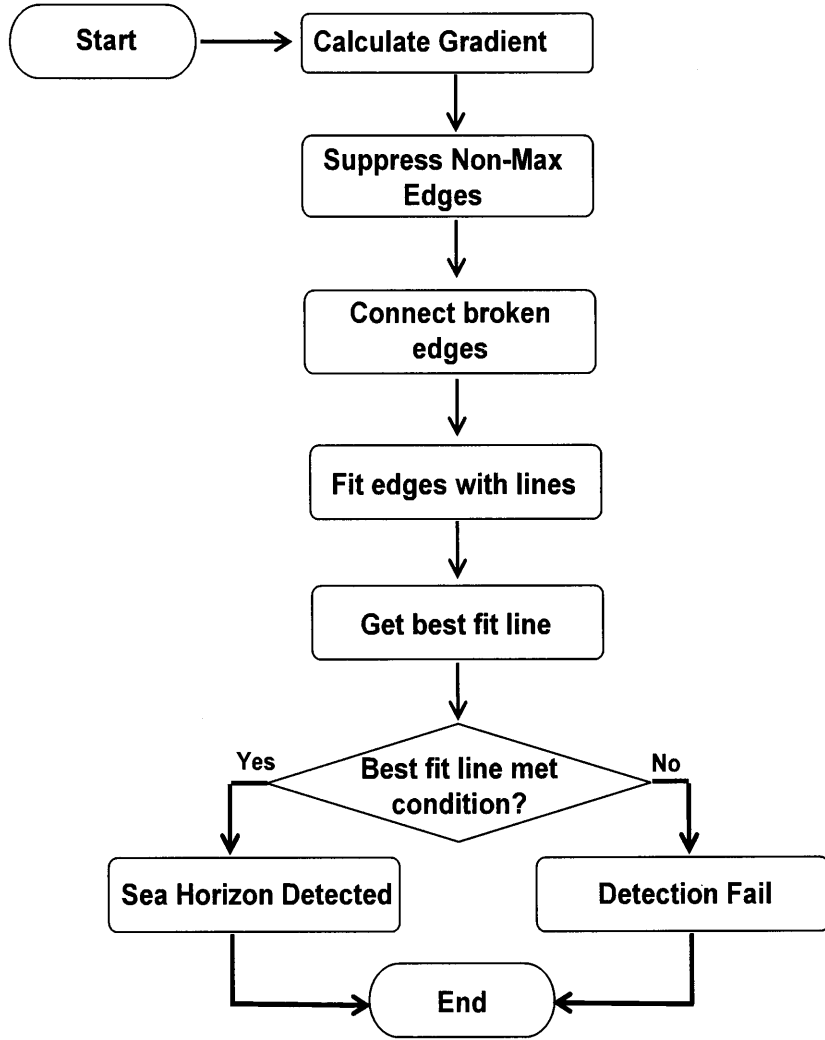 Start
Calculate Gradient
Suppress Non-Max
Edges
Connect broken
edges
Fit edges with lines
Get best fit line
Yes
Best fit line met
condition?
No
Sea Horizon Detected
Detection Fail
End